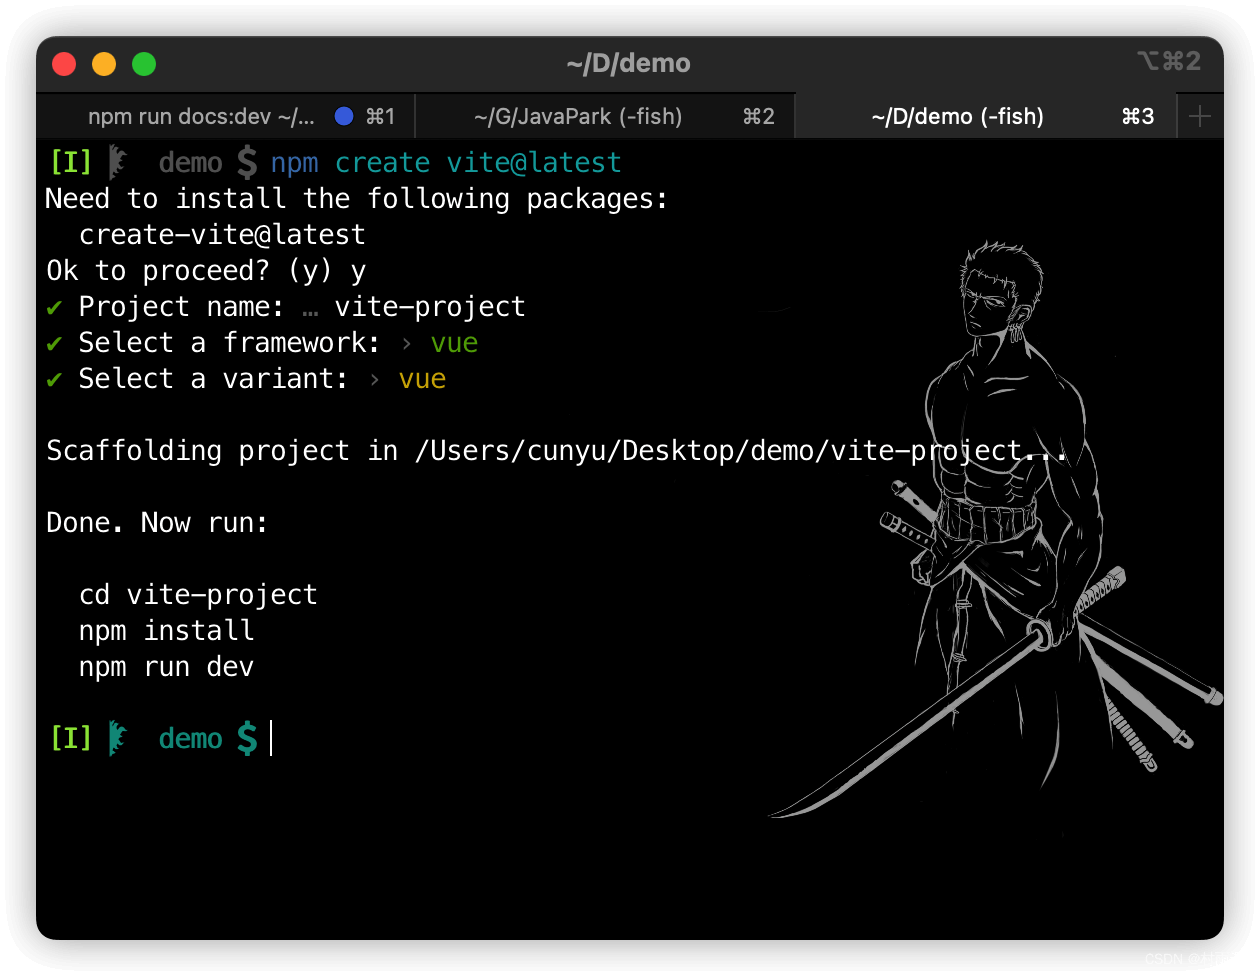 ~/D/demo
⌥⌘2
npm run docs:dev ~/... ⌘1
~/G/JavaPark (-fish) ⌘2
~/D/demo (-fish) ⌘3
[I] demo $ npm create vite@latest
Need to install the following packages:
create-vite@latest
Ok to proceed? (y) y
✔ Project name: … vite-project
✔ Select a framework: › vue
✔ Select a variant: › vue
Scaffolding project in /Users/cunyu/Desktop/demo/vite-project...
Done. Now run:
cd vite-project
npm install
npm run dev
[I] demo $